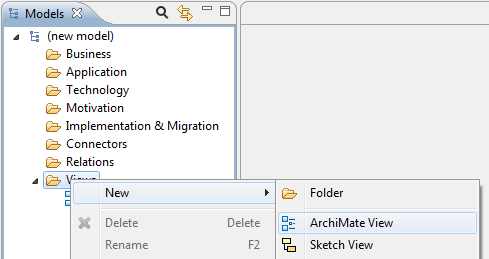 Models
(new model)
Business
Application
Technology
Motivation
Implementation & Migration
Connectors
Relations
Views
New
Delete Delete
Rename F2
Folder
ArchiMate View
Sketch View